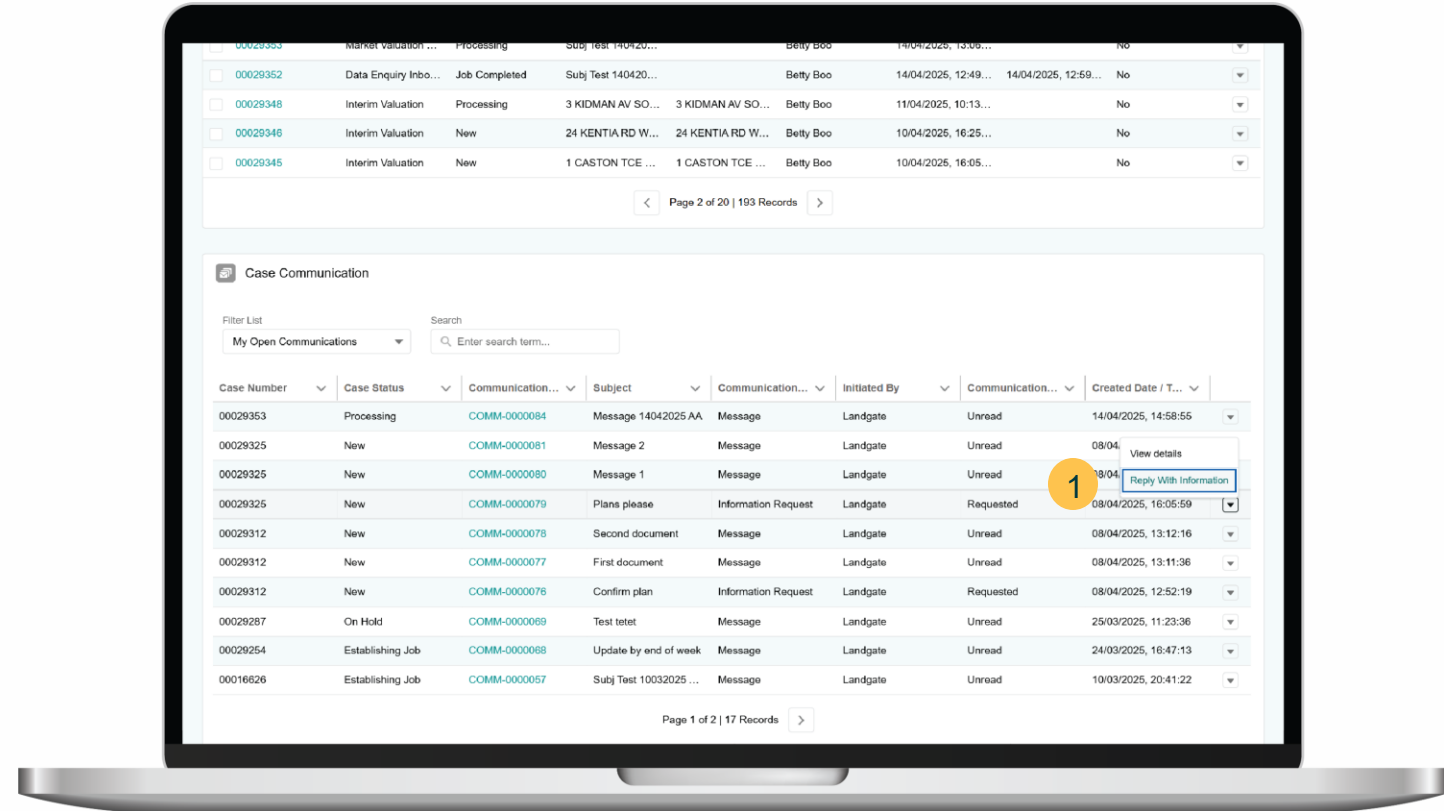 00029353 Market Valuation ... Processing Subj Test 140420... Betty Boo 14/04/2025, 13:06... No
00029352 Data Enquiry Inbo... Job Completed Subj Test 140420... Betty Boo 14/04/2025, 12:49... 14/04/2025, 12:59... No
00029348 Interim Valuation Processing 3 KIDMAN AV SO... 3 KIDMAN AV SO... Betty Boo 11/04/2025, 10:13... No
00029346 Interim Valuation New 24 KENTIA RD W... 24 KENTIA RD W... Betty Boo 10/04/2025, 16:25... No
00029345 Interim Valuation New 1 CASTON TCE ... 1 CASTON TCE ... Betty Boo 10/04/2025, 16:05... No
Page 2 of 20 | 193 Records
Case Communication
Filter List Search
My Open Communications Enter search term...
Case Number Case Status Communication... Subject Communication... Initiated By Communication... Created Date / T...
00029353 Processing COMM-0000084 Message 14042025 AA Message Landgate Unread 14/04/2025, 14:58:55
00029325 New COMM-0000081 Message 2 Message Landgate Unread 08/04
View details
00029325 New COMM-0000080 Message 1 Message Landgate Unread 08/04
1 Reply With Information
00029325 New COMM-0000079 Plans please Information Request Landgate Requested 08/04/2025, 16:05:59
00029312 New COMM-0000078 Second document Message Landgate Unread 08/04/2025, 13:12:16
00029312 New COMM-0000077 First document Message Landgate Unread 08/04/2025, 13:11:36
00029312 New COMM-0000076 Confirm plan Information Request Landgate Requested 08/04/2025, 12:52:19
00029287 On Hold COMM-0000069 Test tetet Message Landgate Unread 25/03/2025, 11:23:36
00029254 Establishing Job COMM-0000068 Update by end of week Message Landgate Unread 24/03/2025, 16:47:13
00016626 Establishing Job COMM-0000057 Subj Test 10032025 ... Message Landgate Unread 10/03/2025, 20:41:22
Page 1 of 2 | 17 Records